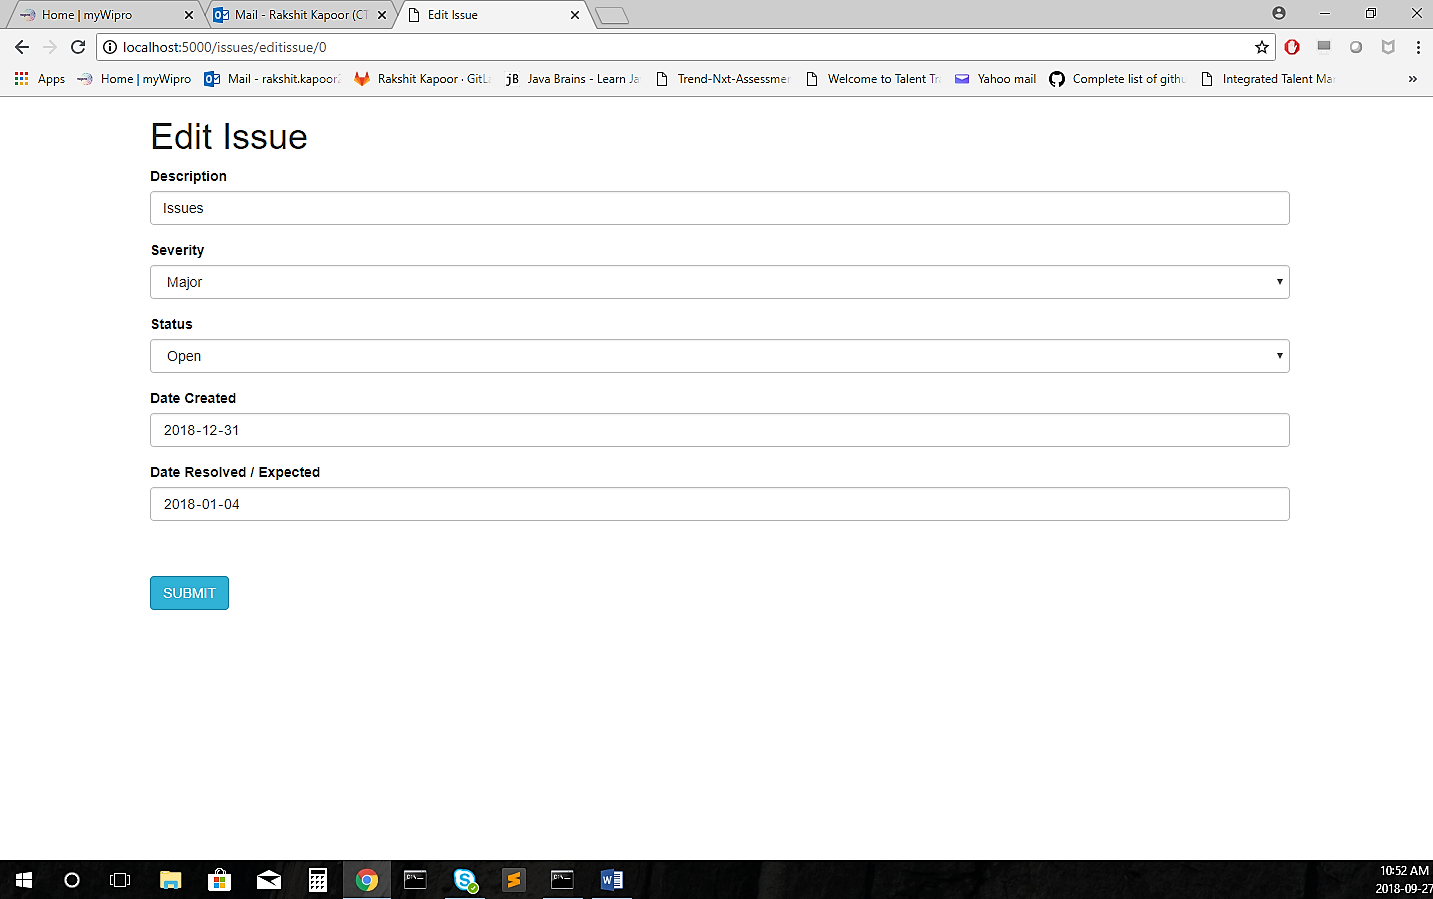 Home | myWipro
Mail - Rakshit Kapoor (CT
Edit Issue
localhost:5000/issues/editissue/0
Apps
Home | myWipro
Mail - rakshit.kapoor
Rakshit Kapoor · GitL
jB Java Brains - Learn Ja
Trend-Nxt-Assessmer
Welcome to Talent Tr
Yahoo mail
Complete list of githu
Integrated Talent Mar
»
Edit Issue
Description
Issues
Severity
Major
Status
Open
Date Created
2018-12-31
Date Resolved / Expected
2018-01-04
SUBMIT
10:52 AM
2018-09-27